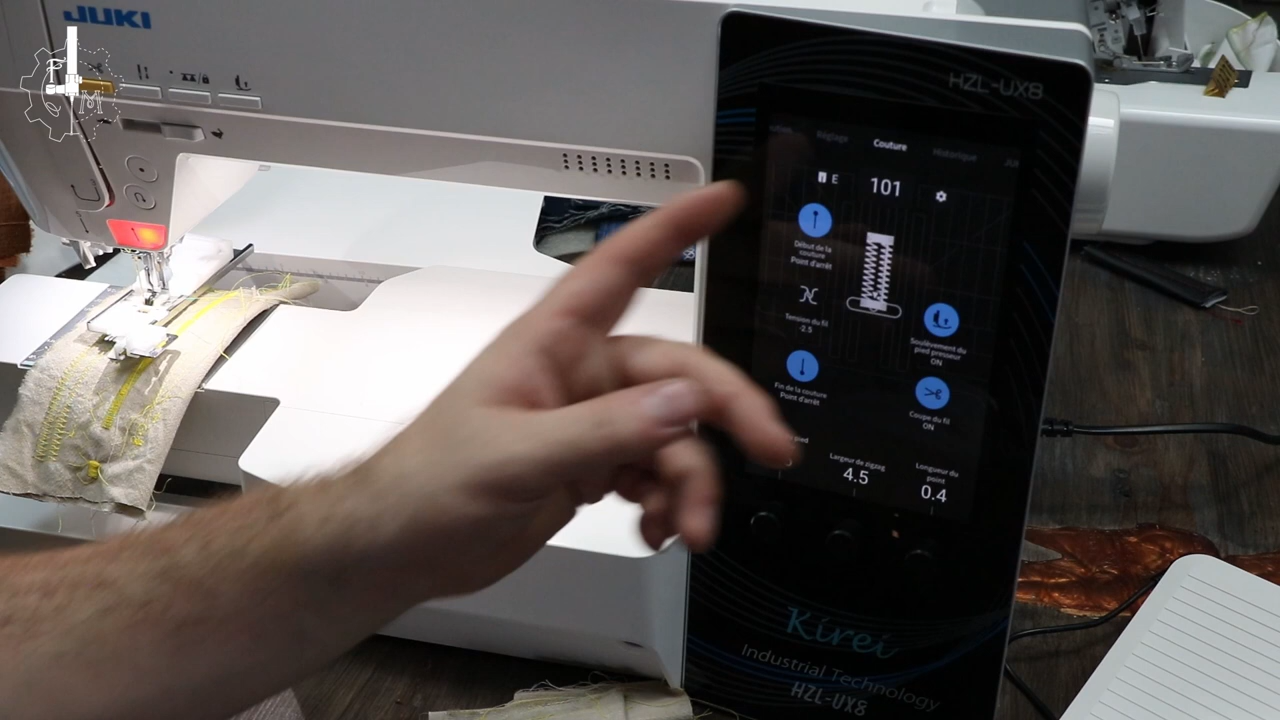 JUKI
M
HZL-UX8
Réglage
Couture
Historique
E
101
Début de la
couture
Point d'arrêt
Tension du fil
-2.5
Soulèvement du
pied presseur
ON
Fin de la couture
Point d'arrêt
Coupe du fil
ON
pied
Largeur de zigzag
4.5
Longueur du
point
0.4
Kirei
Industrial Technology
HZL-UX8